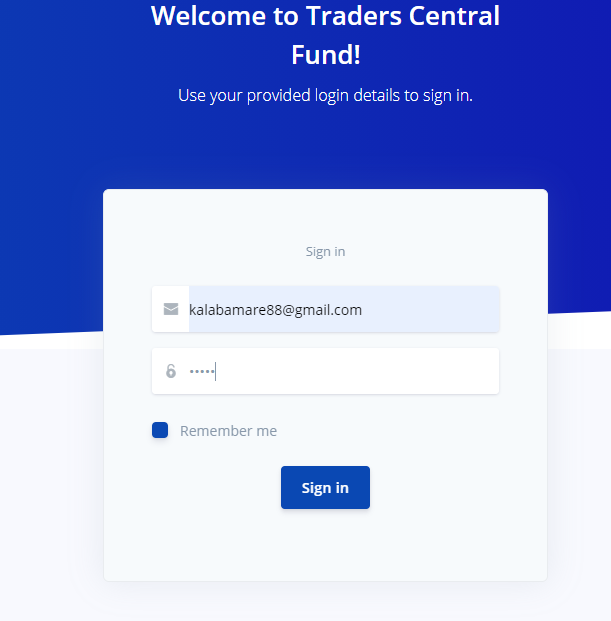 Welcome to Traders Central
Fund!
Use your provided login details to sign in.
Sign in
kalabamare88@gmail.com
•••••
Remember me
Sign in